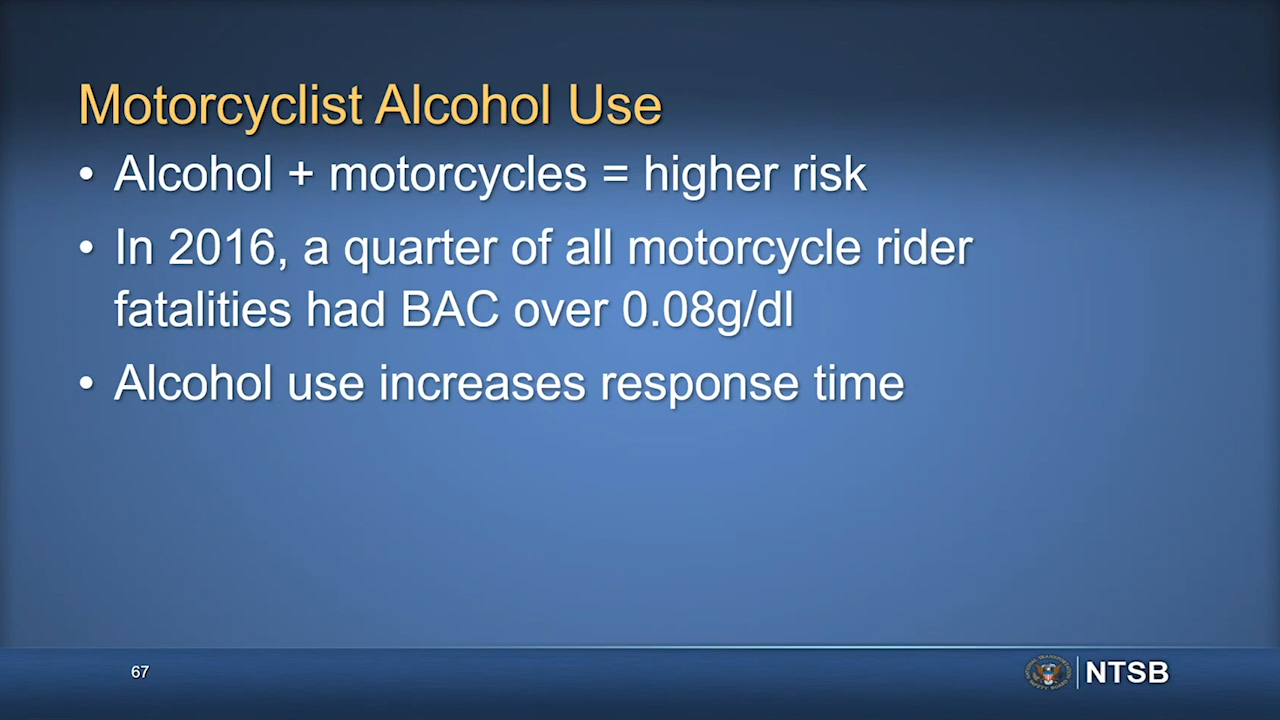 Motorcyclist Alcohol Use
• Alcohol + motorcycles = higher risk
• In 2016, a quarter of all motorcycle rider
fatalities had BAC over 0.08g/dl
• Alcohol use increases response time
67
NTSB